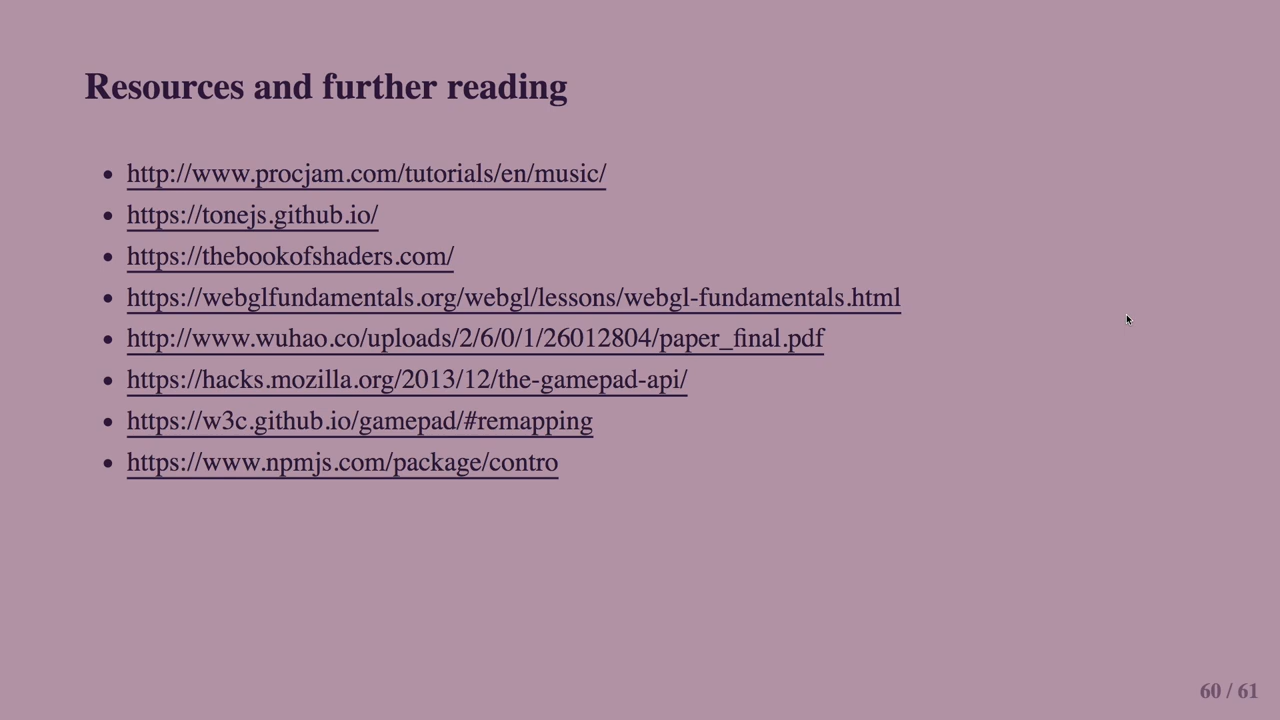 Resources and further reading
http://www.procjam.com/tutorials/en/music/
https://tonejs.github.io/
https://thebookofshaders.com/
https://webglfundamentals.org/webgl/lessons/webgl-fundamentals.html
http://www.wuhao.co/uploads/2/6/0/1/26012804/paper_final.pdf
https://hacks.mozilla.org/2013/12/the-gamepad-api/
https://w3c.github.io/gamepad/#remapping
https://www.npmjs.com/package/contro
60 / 61